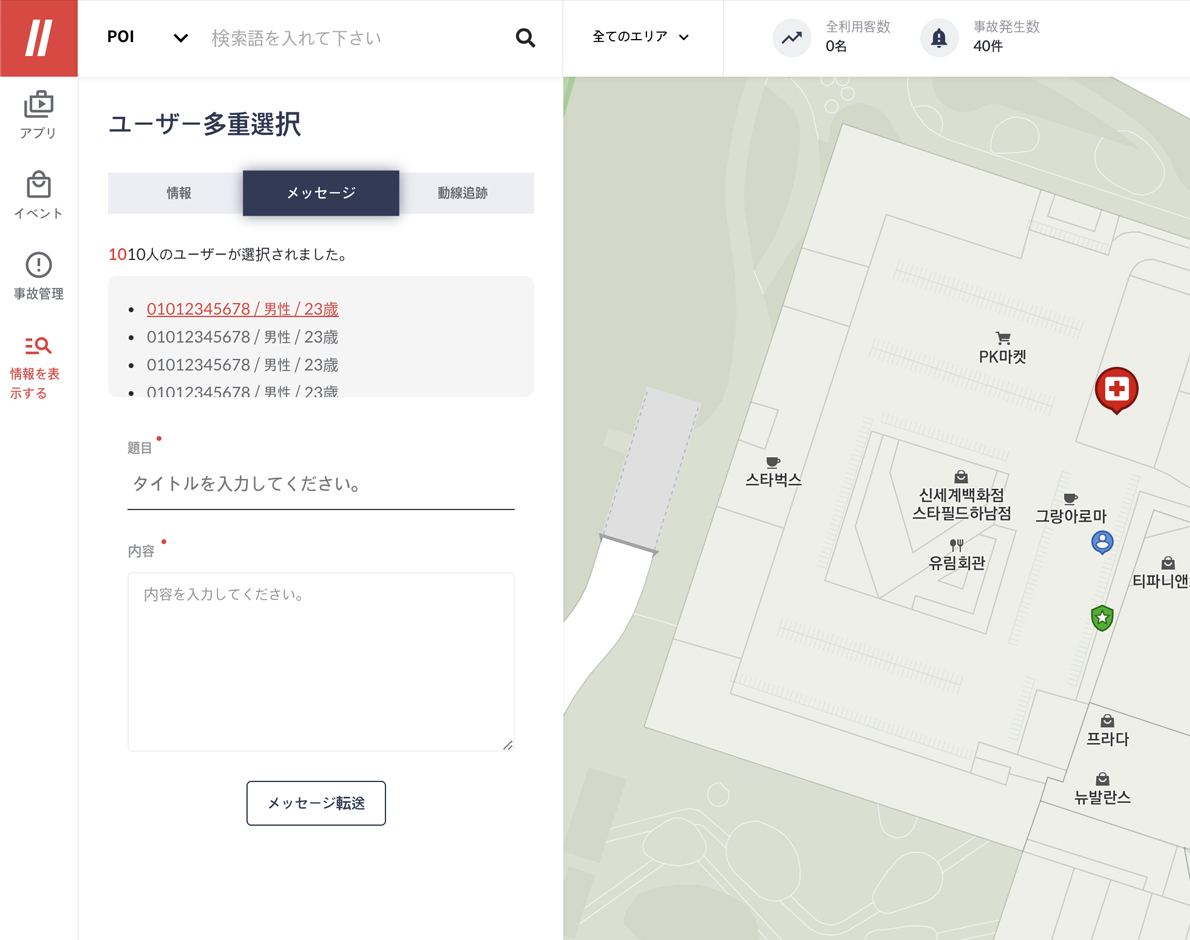 POI
検索語を入れて下さい
全てのエリア
全利用客数
0名
事故発生数
40件
アプリ
イベント
事故管理
情報を表
示する
ユーザー多重選択
情報
メッセージ
動線追跡
1010人のユーザーが選択されました。
• 01012345678 / 男性 / 23歳
• 01012345678 / 男性 / 23歳
• 01012345678 / 男性 / 23歳
• 01012345678 / 男性 / 23歳
題目
タイトルを入力してください。
内容
内容を入力してください。
メッセージ転送
PK마켓
스타벅스
신세계백화점
스타필드하남점
그랑아로마
유림회관
티파니앤
프라다
뉴발란스